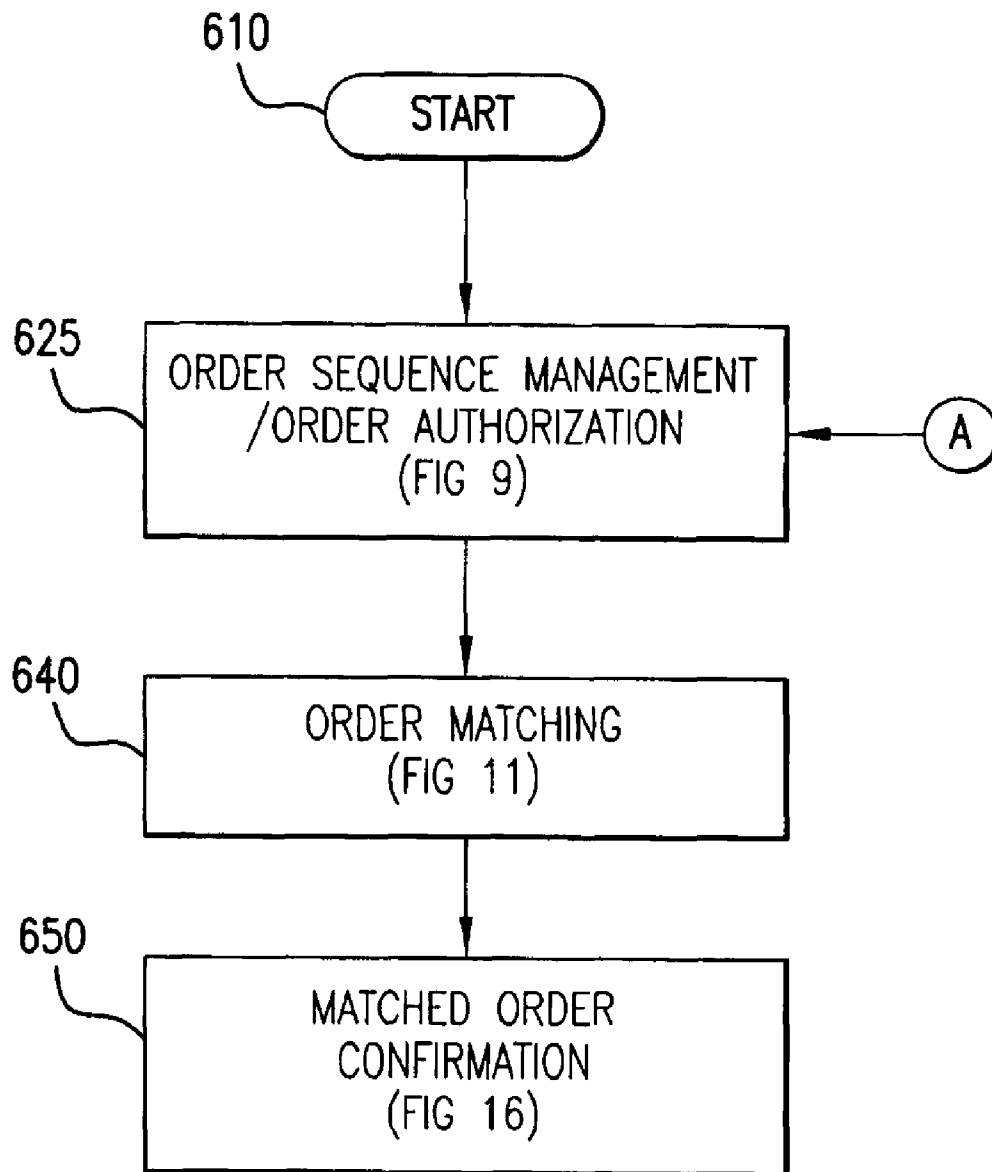 610
START
625
ORDER SEQUENCE MANAGEMENT
/ORDER AUTHORIZATION
(FIG 9)
A
640
ORDER MATCHING
(FIG 11)
650
MATCHED ORDER
CONFIRMATION
(FIG 16)